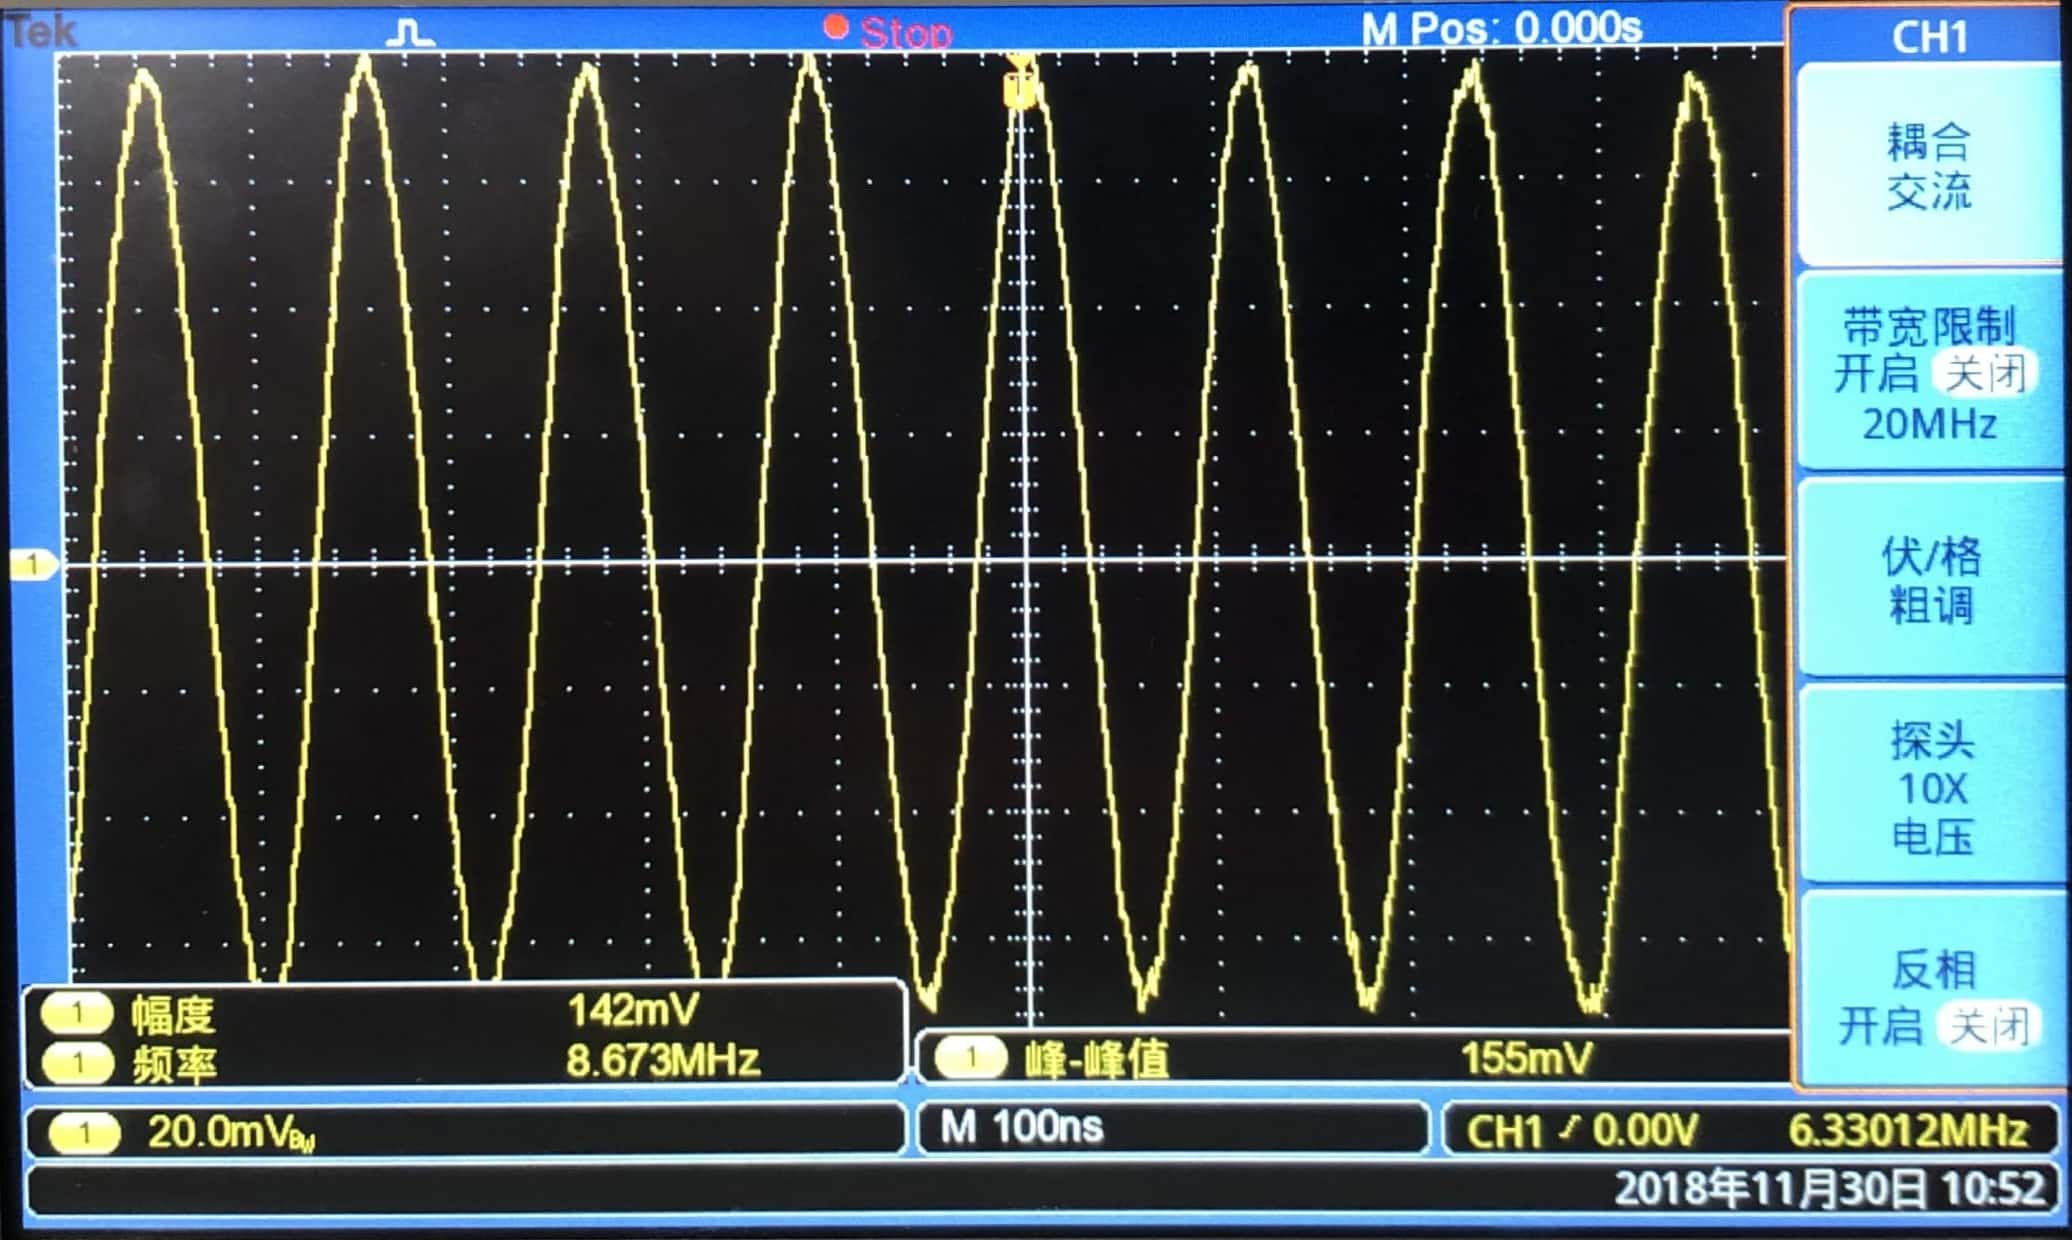 Tek
Stop
M Pos: 0.000s
CH1
耦合
交流
带宽限制
开启 关闭
20MHz
伏/格
粗调
探头
10X
电压
反相
开启 关闭
T
1
1 幅度 142mV
1 频率 8.673MHz
1 峰-峰值 155mV
1 20.0mVBW
M 100ns
CH1 0.00V 6.33012MHz
2018年11月30日 10:52